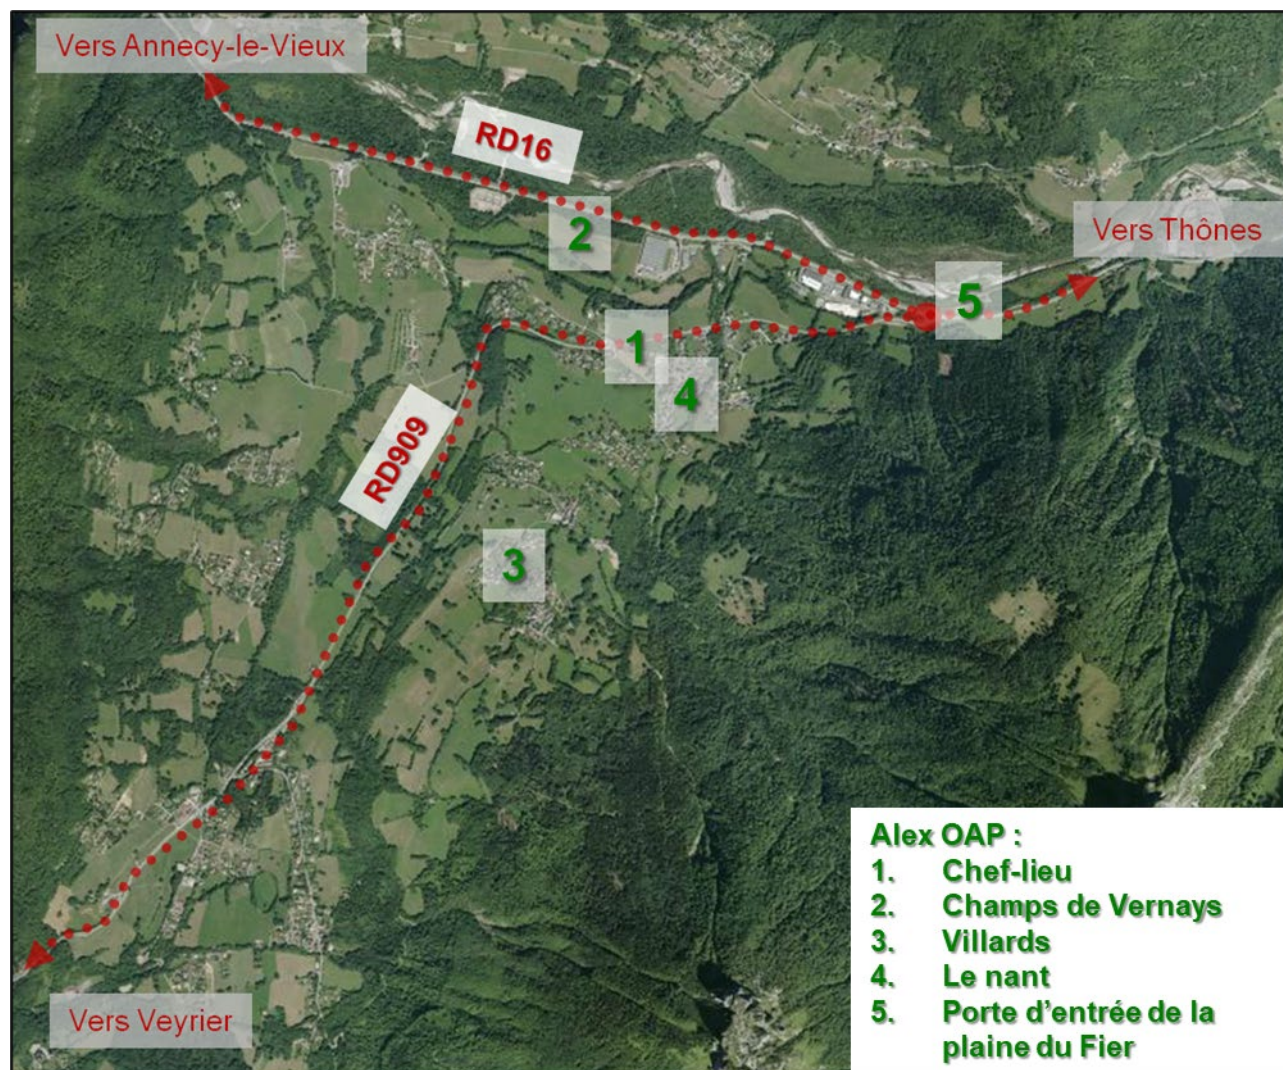 Vers Annecy-le-Vieux
RD16
2
Vers Thônes
5
1
4
RD909
3
Alex OAP :
1. Chef-lieu
2. Champs de Vernays
3. Villards
4. Le nant
5. Porte d'entrée de la
plaine du Fier
Vers Veyrier